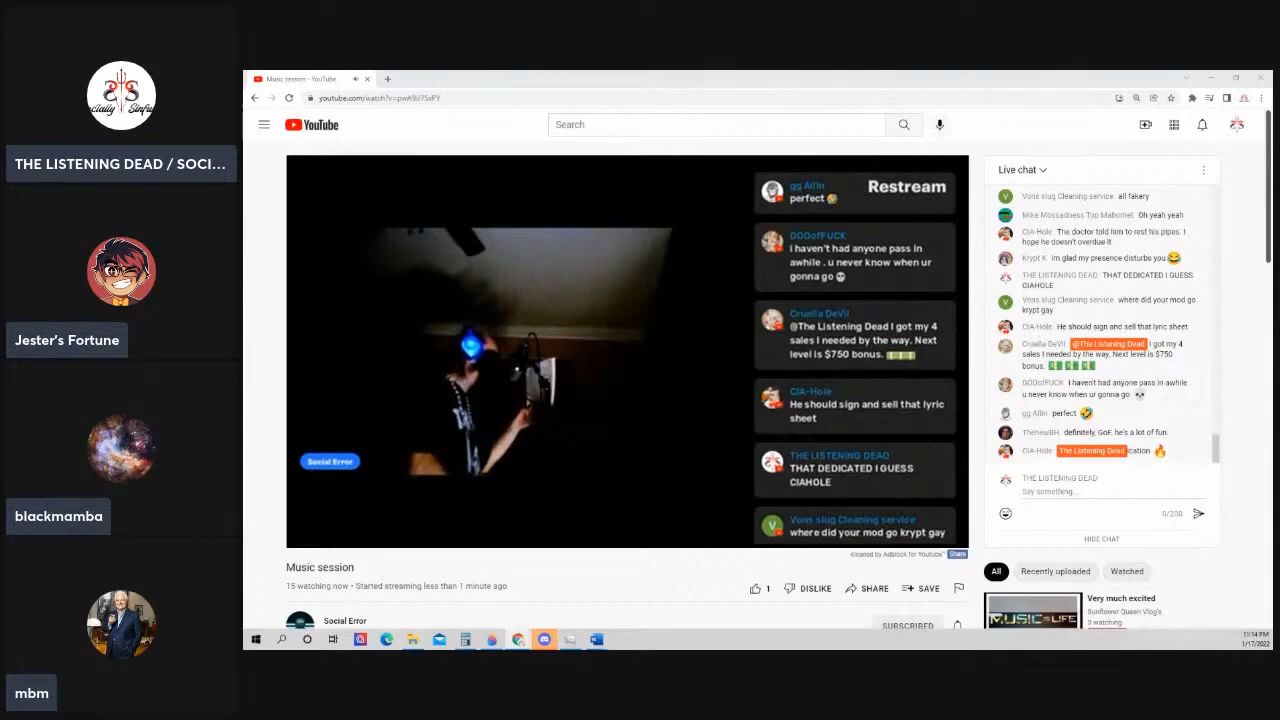 cially Sinful
THE LISTENING DEAD / SOCI...
Jester's Fortune
blackmamba
mbm
Music session - YouTube
YouTube
Search
Restream
gg Allin
perfect 🤣
GODofFUCK
i haven't had anyone pass in
awhile . u never know when ur
gonna go 💀
Cruella DeVil
@The Listening Dead I got my 4
sales I needed by the way. Next
level is $750 bonus. 💵💵💵
CIA-Hole
He should sign and sell that lyric
sheet
THE LISTENING DEAD
THAT DEDICATED I GUESS
CIAHOLE
Vons slug Cleaning service
where did your mod go krypt gay
Social Error
Live chat
Vons slug Cleaning service all fakery
Mike Mossadness Top Mahomet Oh yeah yeah
CIA-Hole The doctor told him to rest his pipes. I
hope he doesn't overdue it
Krypt K im glad my presence disturbs you 😂
THE LISTENING DEAD THAT DEDICATED I GUESS
CIAHOLE
Vons slug Cleaning service where did your mod go
krypt gay
CIA-Hole He should sign and sell that lyric sheet
Cruella DeVil @The Listening Dead I got my 4
sales I needed by the way. Next level is $750
bonus. 💵💵💵
GODofFUCK i haven't had anyone pass in awhile .
u never know when ur gonna go 💀
gg Allin perfect 🤣
ThenewBH. definitely, GoF. he's a lot of fun.
CIA-Hole The Listening Dead ication 🔥
THE LISTENING DEAD
Say something...
0/200
HIDE CHAT
cleaned by Adblock for Youtube™ Share
Music session
15 watching now • Started streaming less than 1 minute ago
1 DISLIKE SHARE SAVE
Social Error
SUBSCRIBED
All Recently uploaded Watched
MUSIC IS LIFE
Very much excited
Sunflower Queen Vlog's
3 watching
11:14 PM
1/17/2022